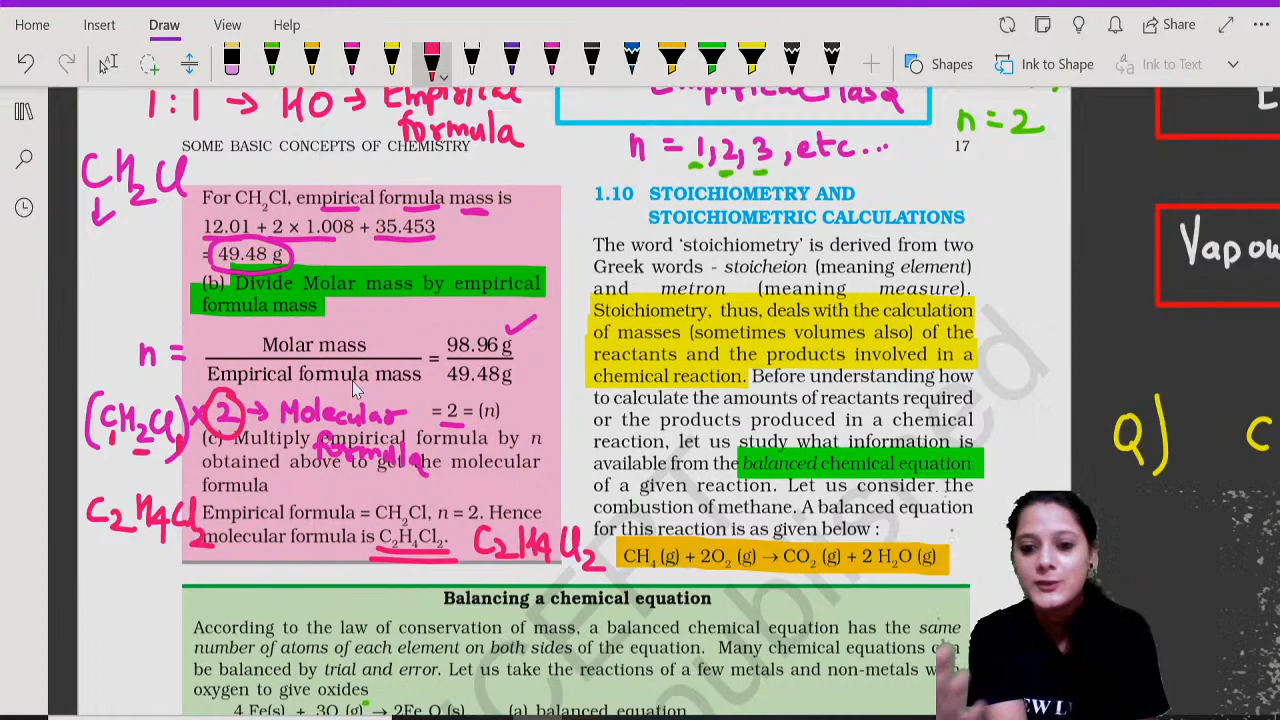 Home Insert Draw View Help Share
Shapes Ink to Shape Ink to Text
1:1 → HO → Empirical
formula
n = 2
n = 1, 2, 3, etc...
SOME BASIC CONCEPTS OF CHEMISTRY
17
CH2Cl
↓
For CH2Cl, empirical formula mass is
12.01 + 2 × 1.008 + 35.453
= 49.48 g
(b) Divide Molar mass by empirical
formula mass
n = Molar mass / Empirical formula mass = 98.96 g / 49.48g
= 2 = (n)
(CH2Cl) × 2 → Molecular
formula
(c) Multiply empirical formula by n
obtained above to get the molecular
formula
C2H4Cl2
Empirical formula = CH2Cl, n = 2. Hence
molecular formula is C2H4Cl2.
C2H4Cl2
1.10 STOICHIOMETRY AND
STOICHIOMETRIC CALCULATIONS
The word ‘stoichiometry’ is derived from two
Greek words - stoicheion (meaning element)
and metron (meaning measure).
Stoichiometry, thus, deals with the calculation
of masses (sometimes volumes also) of the
reactants and the products involved in a
chemical reaction. Before understanding how
to calculate the amounts of reactants required
or the products produced in a chemical
reaction, let us study what information is
available from the balanced chemical equation
of a given reaction. Let us consider the
combustion of methane. A balanced equation
for this reaction is as given below :
CH4 (g) + 2O2 (g) → CO2 (g) + 2 H2O (g)
Balancing a chemical equation
According to the law of conservation of mass, a balanced chemical equation has the same
number of atoms of each element on both sides of the equation. Many chemical equations
be balanced by trial and error. Let us take the reactions of a few metals and non-metals
oxygen to give oxides
4 Fe(s) + 3O (g) → 2Fe O (s) (a) balanced equation
E
Vapou
Q) C
NEW L